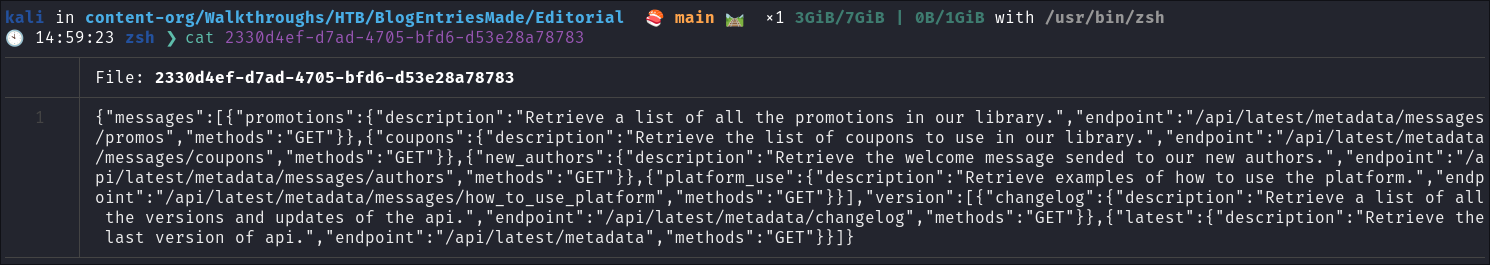 kali in content-org/Walkthroughs/HTB/BlogEntriesMade/Editorial 🍣 main 🛤️ ×1 3GiB/7GiB | 0B/1GiB with /usr/bin/zsh
🕙 14:59:23 zsh ❯ cat 2330d4ef-d7ad-4705-bfd6-d53e28a78783
File: 2330d4ef-d7ad-4705-bfd6-d53e28a78783
1 {"messages":[{"promotions":{"description":"Retrieve a list of all the promotions in our library.","endpoint":"/api/latest/metadata/messages
/promos","methods":"GET"}},{"coupons":{"description":"Retrieve the list of coupons to use in our library.","endpoint":"/api/latest/metadata
/messages/coupons","methods":"GET"}},{"new_authors":{"description":"Retrieve the welcome message sended to our new authors.","endpoint":"/a
pi/latest/metadata/messages/authors","methods":"GET"}},{"platform_use":{"description":"Retrieve examples of how to use the platform.","endp
oint":"/api/latest/metadata/messages/how_to_use_platform","methods":"GET"}}],"version":[{"changelog":{"description":"Retrieve a list of all
the versions and updates of the api.","endpoint":"/api/latest/metadata/changelog","methods":"GET"}},{"latest":{"description":"Retrieve the
last version of api.","endpoint":"/api/latest/metadata","methods":"GET"}}]}